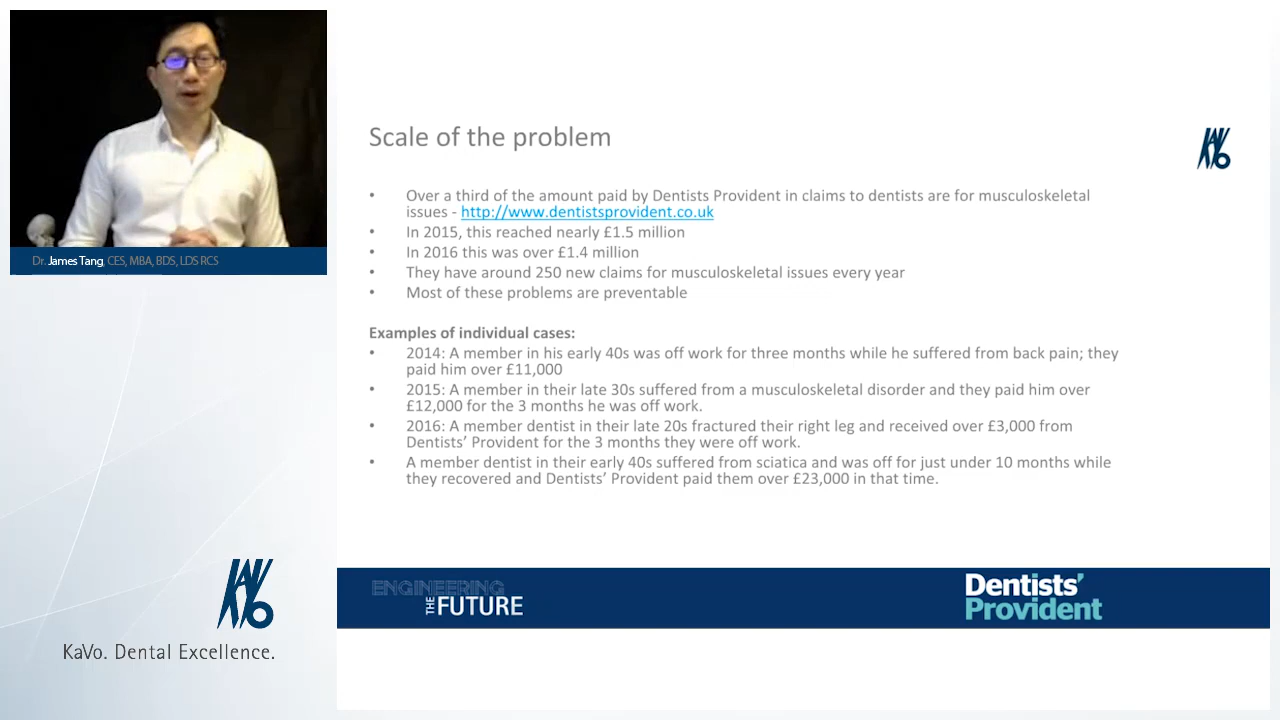 Dr. James Tang, CES, MBA, BDS, LDS RCS
Scale of the problem
• Over a third of the amount paid by Dentists Provident in claims to dentists are for musculoskeletal
issues - http://www.dentistsprovident.co.uk
• In 2015, this reached nearly £1.5 million
• In 2016 this was over £1.4 million
• They have around 250 new claims for musculoskeletal issues every year
• Most of these problems are preventable
Examples of individual cases:
• 2014: A member in his early 40s was off work for three months while he suffered from back pain; they
paid him over £11,000
• 2015: A member in their late 30s suffered from a musculoskeletal disorder and they paid him over
£12,000 for the 3 months he was off work.
• 2016: A member dentist in their late 20s fractured their right leg and received over £3,000 from
Dentists’ Provident for the 3 months they were off work.
• A member dentist in their early 40s suffered from sciatica and was off for just under 10 months while
they recovered and Dentists’ Provident paid them over £23,000 in that time.
KAVO
KAVO
KaVo. Dental Excellence.
ENGINEERING
THE FUTURE
Dentists’
Provident